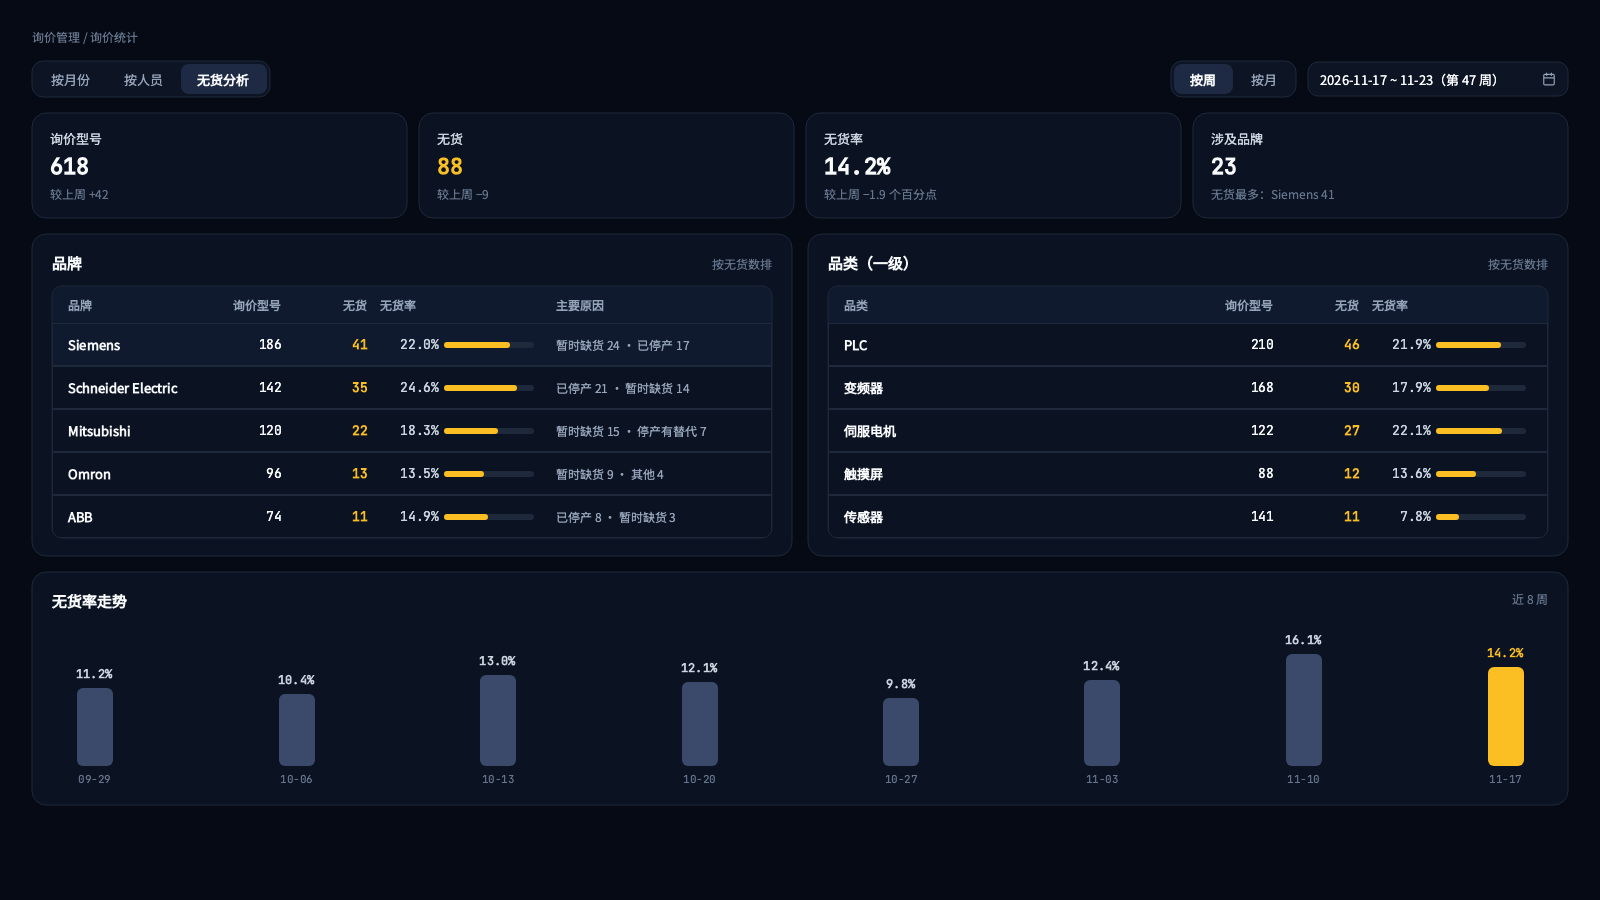 询价管理 / 询价统计
按月份 按人员 无货分析 按周 按月 2026-11-17 ~ 11-23（第 47 周）
询价型号 无货 无货率 涉及品牌
618 88 14.2% 23
较上周 +42 较上周 −9 较上周 −1.9 个百分点 无货最多：Siemens 41
品牌 按无货数排
品牌 询价型号 无货 无货率 主要原因
Siemens 186 41 22.0% 暂时缺货 24 · 已停产 17
Schneider Electric 142 35 24.6% 已停产 21 · 暂时缺货 14
Mitsubishi 120 22 18.3% 暂时缺货 15 · 停产有替代 7
Omron 96 13 13.5% 暂时缺货 9 · 其他 4
ABB 74 11 14.9% 已停产 8 · 暂时缺货 3
品类（一级） 按无货数排
品类 询价型号 无货 无货率
PLC 210 46 21.9%
变频器 168 30 17.9%
伺服电机 122 27 22.1%
触摸屏 88 12 13.6%
传感器 141 11 7.8%
无货率走势 近 8 周
11.2% 10.4% 13.0% 12.1% 9.8% 12.4% 16.1% 14.2%
09-29 10-06 10-13 10-20 10-27 11-03 11-10 11-17